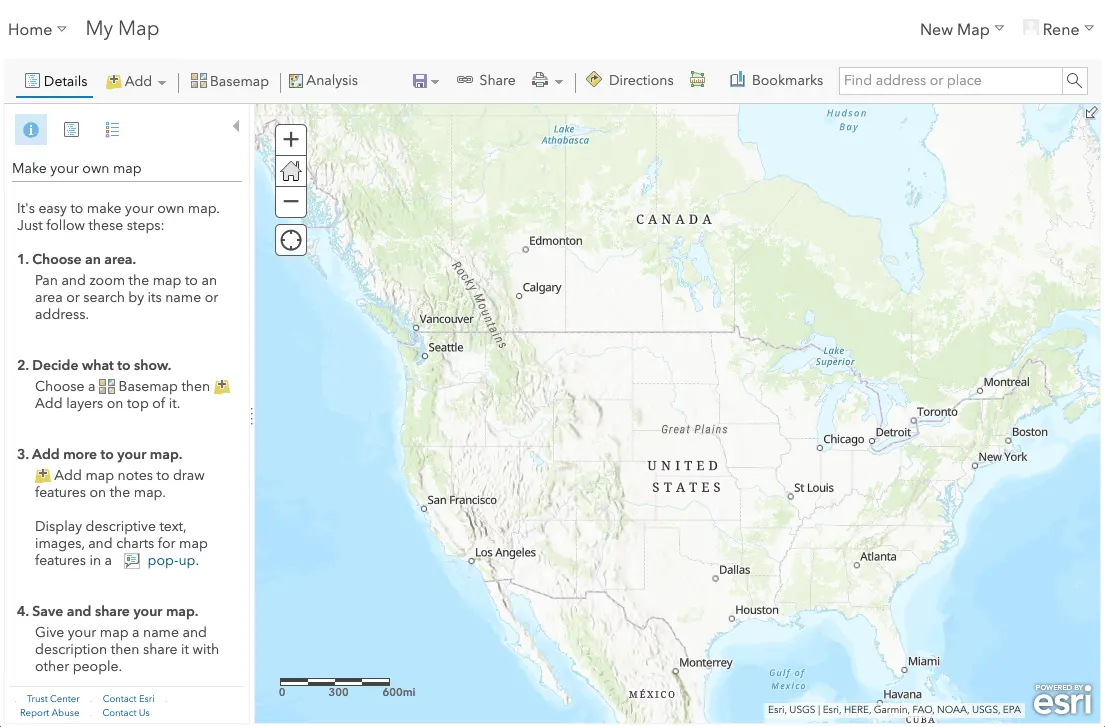 Home My Map New Map Rene
Details Add Basemap Analysis Share Directions Bookmarks Find address or place
Make your own map
It's easy to make your own map.
Just follow these steps:
1. Choose an area.
Pan and zoom the map to an
area or search by its name or
address.
2. Decide what to show.
Choose a Basemap then
Add layers on top of it.
3. Add more to your map.
Add map notes to draw
features on the map.
Display descriptive text,
images, and charts for map
features in a pop-up.
4. Save and share your map.
Give your map a name and
description then share it with
other people.
Trust Center Contact Esri
Report Abuse Contact Us
Hudson
Bay
Lake
Athabasca
CANADA
Edmonton
Rocky Mountains
Calgary
Vancouver
Seattle
Lake
Superior
Montreal
Toronto
Great Plains
Chicago
Detroit
Boston
New York
UNITED
STATES
San Francisco
St Louis
Los Angeles
Atlanta
Dallas
Houston
Monterrey
Miami
Gulf of
Mexico
MÉXICO
Havana
CUBA
0 300 600mi
Esri, USGS | Esri, HERE, Garmin, FAO, NOAA, USGS, EPA
POWERED BY
esri